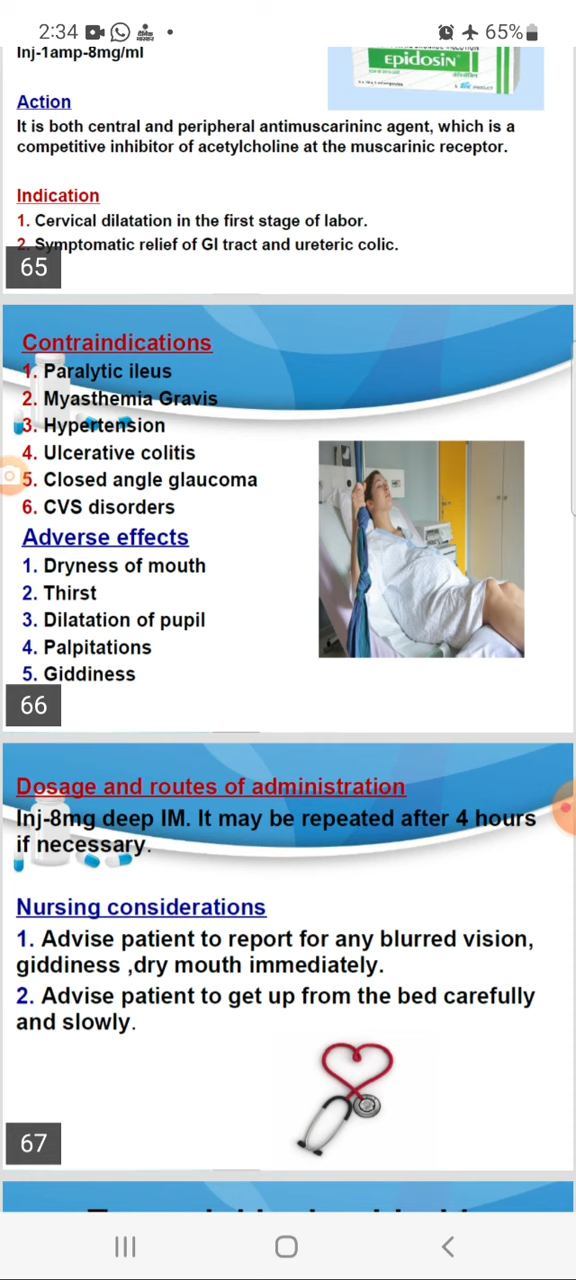 2:34
65%
Inj-1amp-8mg/ml
EPIDOSIN
Action
It is both central and peripheral antimuscarininc agent, which is a
competitive inhibitor of acetylcholine at the muscarinic receptor.
Indication
1. Cervical dilatation in the first stage of labor.
2. Symptomatic relief of GI tract and ureteric colic.
65
Contraindications
1. Paralytic ileus
2. Myasthemia Gravis
3. Hypertension
4. Ulcerative colitis
5. Closed angle glaucoma
6. CVS disorders
Adverse effects
1. Dryness of mouth
2. Thirst
3. Dilatation of pupil
4. Palpitations
5. Giddiness
66
Dosage and routes of administration
Inj-8mg deep IM. It may be repeated after 4 hours
if necessary.
Nursing considerations
1. Advise patient to report for any blurred vision,
giddiness ,dry mouth immediately.
2. Advise patient to get up from the bed carefully
and slowly.
67